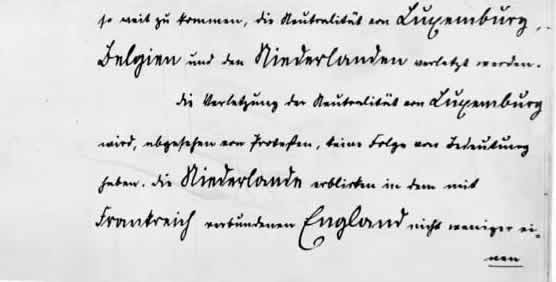 so weit zu kommen, die Neutralität von Luxemburg,
Belgien und den Niederlanden verletzt werden.
Die Verletzung der Neutralität von Luxemburg
wird, abgesehen von Protesten, keine Folge von Bedeutung
haben. Die Niederlande erblicken in dem mit
Frankreich verbundenen England nicht weniger ei-
nen